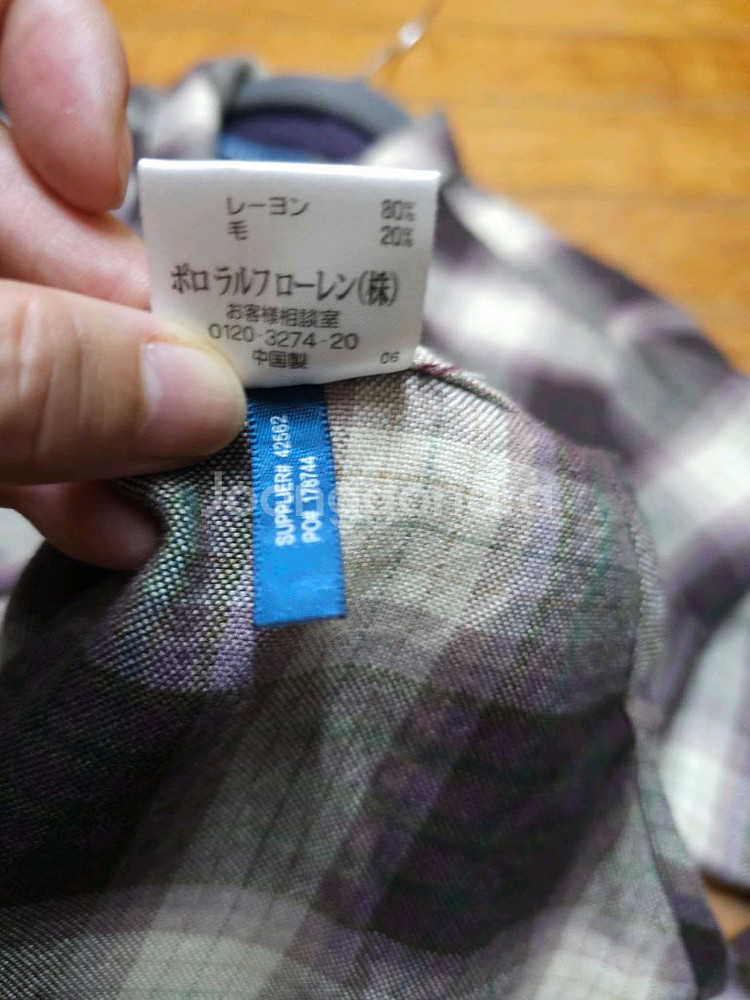 レーヨン 80%
毛 20%
ポロ ラルフ ローレン(株)
お客様相談室
0120-3274-20
中国製 06
SUPPLIER# 42562
PO# 178744
Joonggonara